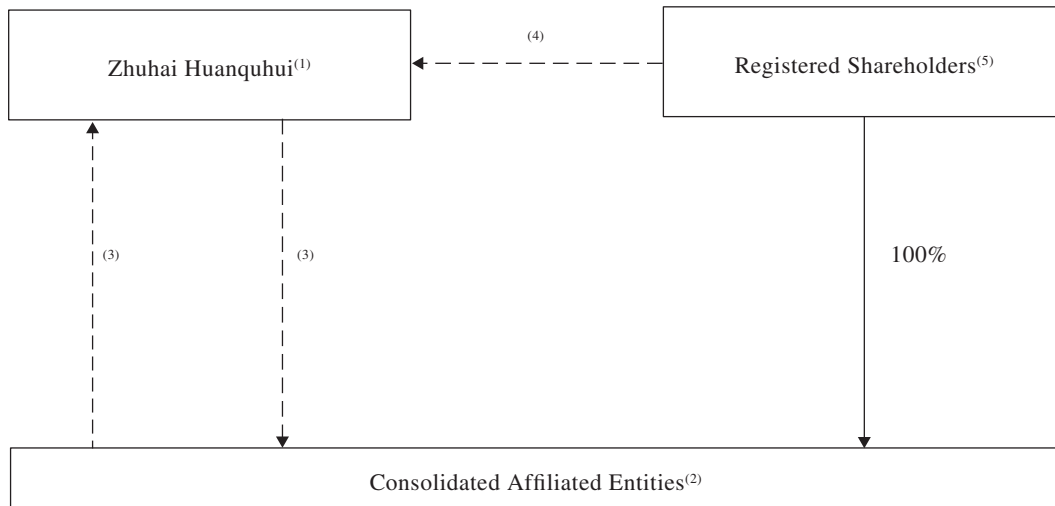 (4)
Zhuhai Huanquhui(1)
Registered Shareholders(5)
(3)
(3)
100%
Consolidated Affiliated Entities(2)